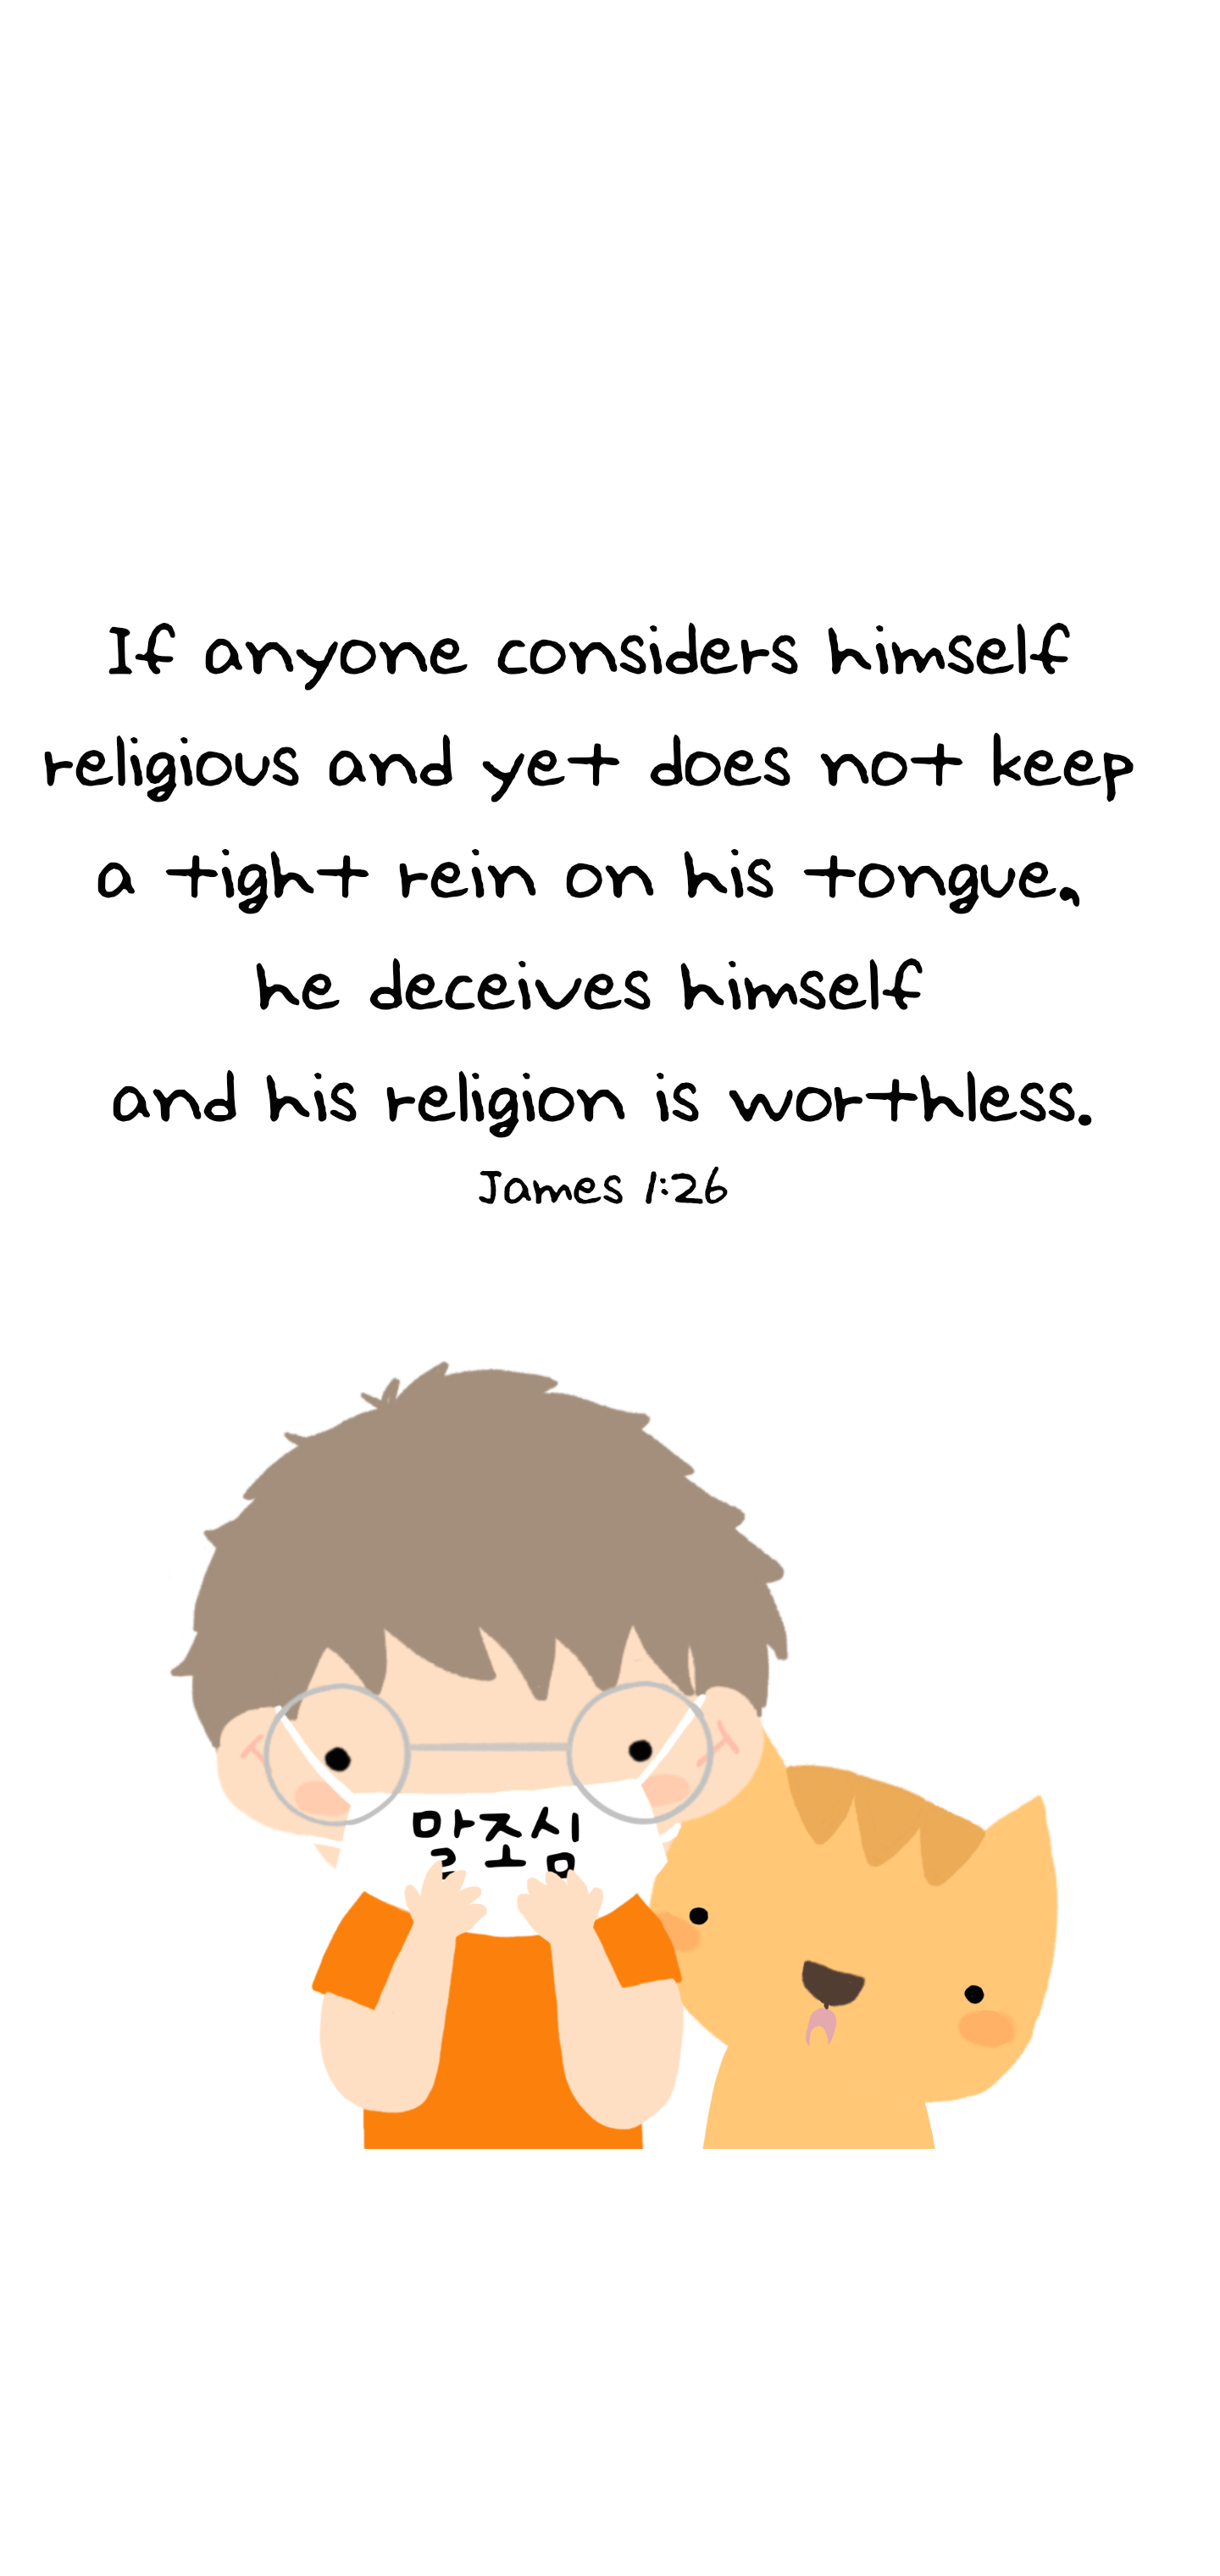 If anyone considers himself
religious and yet does not keep
a tight rein on his tongue,
he deceives himself
and his religion is worthless.
James 1:26
말조심